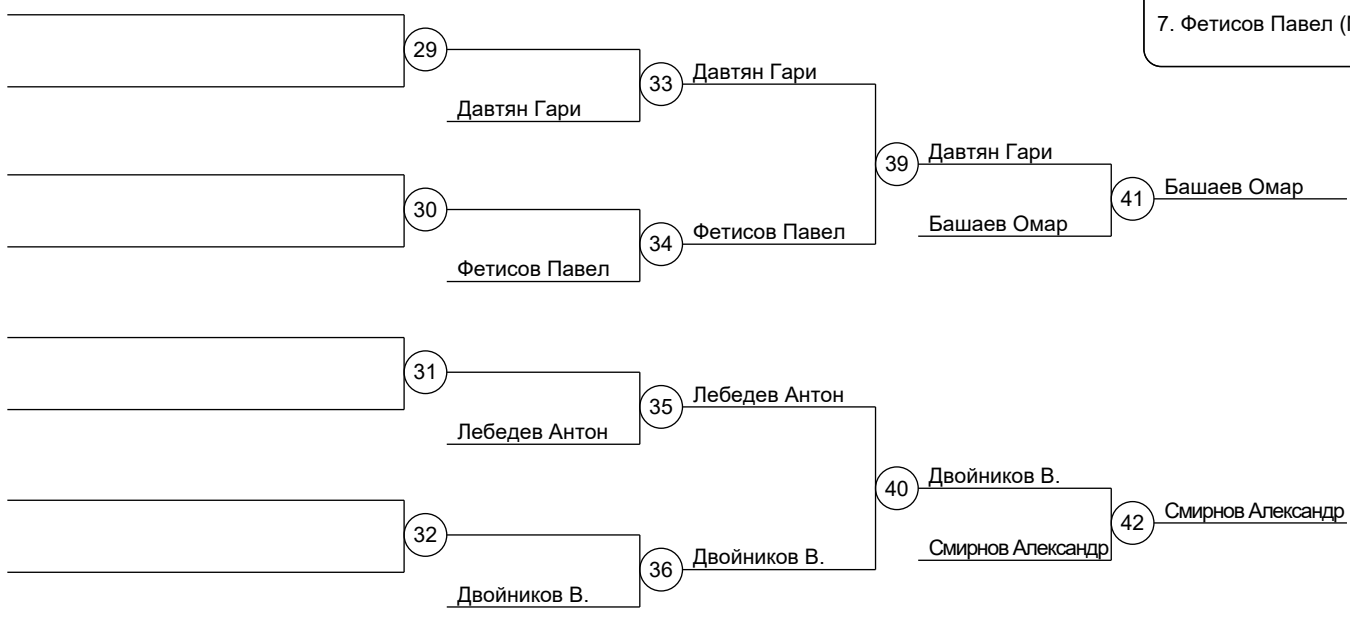 7. Фетисов Павел (
29
33
Давтян Гари
Давтян Гари
39
Давтян Гари
30
41
Башаев Омар
34
Фетисов Павел
Башаев Омар
Фетисов Павел
31
35
Лебедев Антон
Лебедев Антон
40
Двойников В.
32
42
Смирнов Александр
36
Двойников В.
Смирнов Александр
Двойников В.